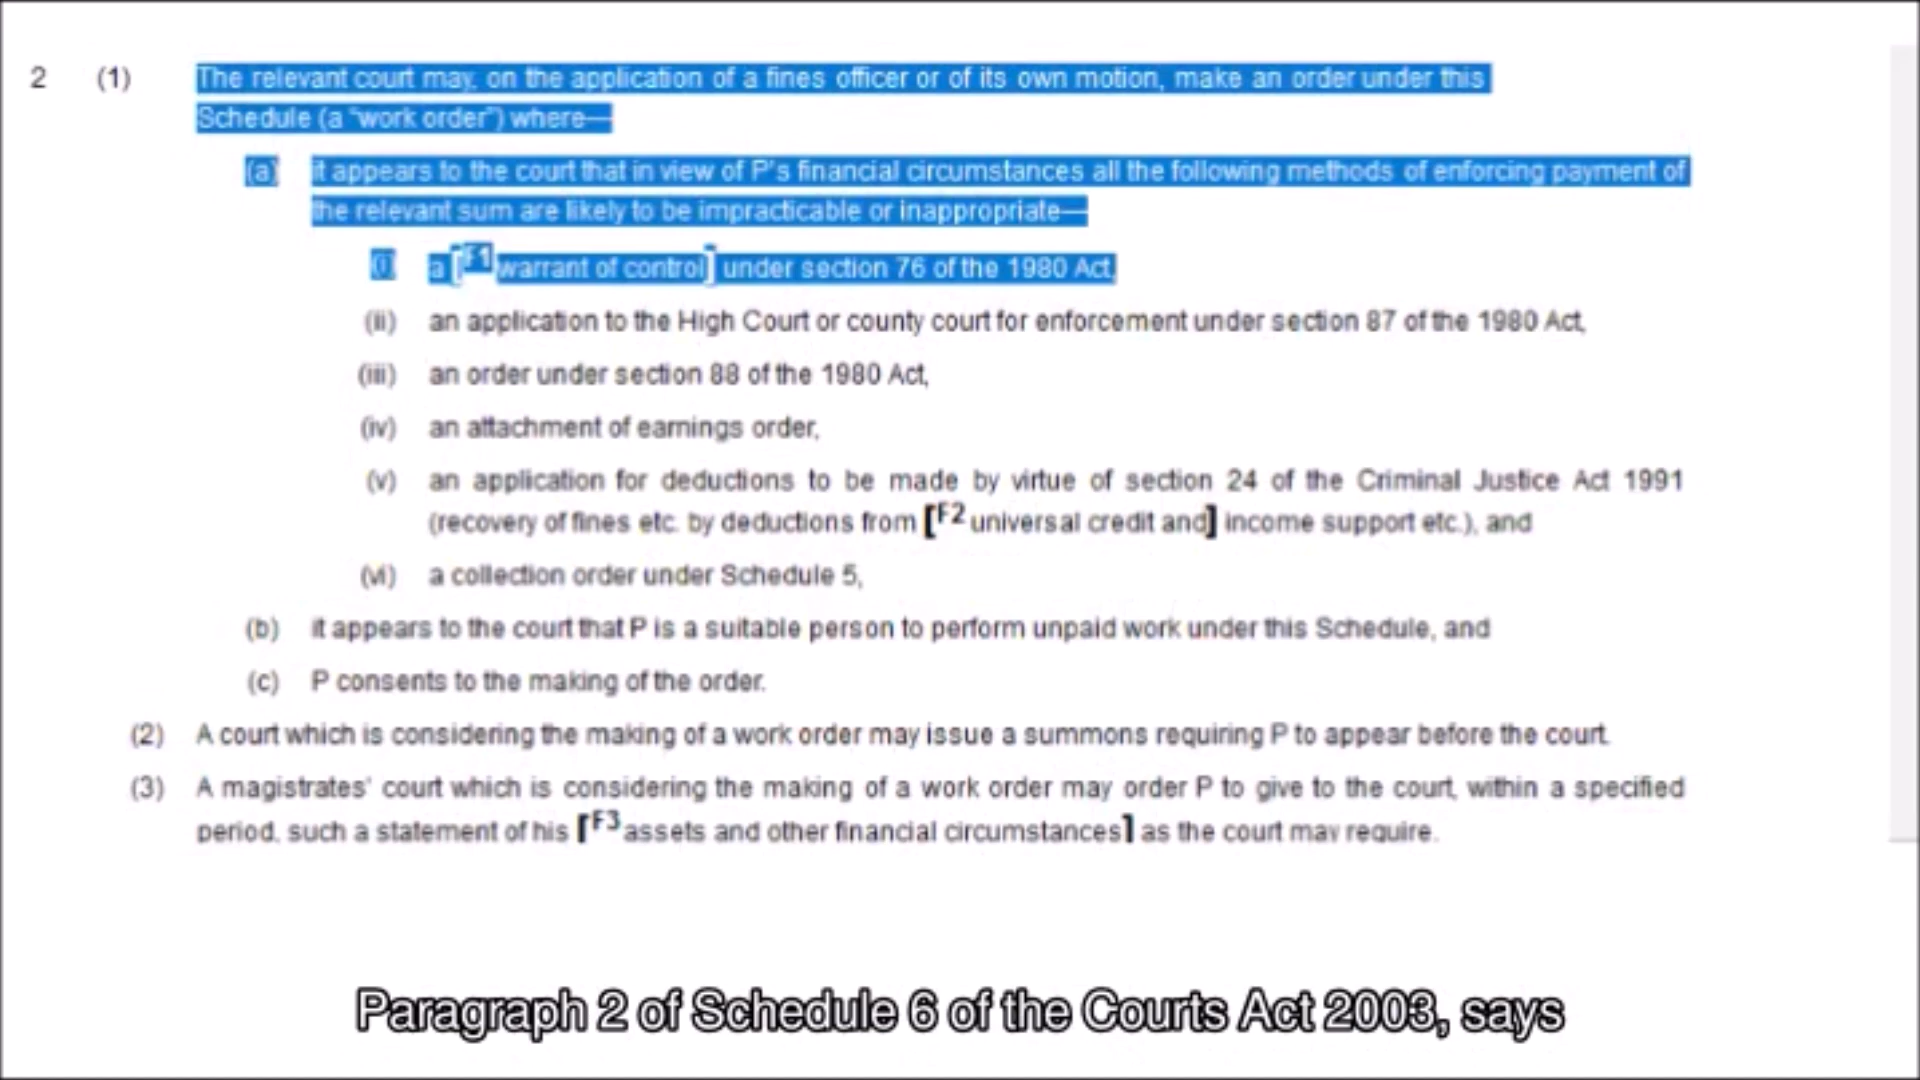 2 (1) The relevant court may, on the application of a fines officer or of its own motion, make an order under this
Schedule (a “work order”) where—
(a) it appears to the court that in view of P's financial circumstances all the following methods of enforcing payment of
the relevant sum are likely to be impracticable or inappropriate—
(i) a [F1 warrant of control] under section 76 of the 1980 Act,
(ii) an application to the High Court or county court for enforcement under section 87 of the 1980 Act,
(iii) an order under section 88 of the 1980 Act,
(iv) an attachment of earnings order,
(v) an application for deductions to be made by virtue of section 24 of the Criminal Justice Act 1991
(recovery of fines etc. by deductions from [F2 universal credit and] income support etc.), and
(vi) a collection order under Schedule 5,
(b) it appears to the court that P is a suitable person to perform unpaid work under this Schedule, and
(c) P consents to the making of the order.
(2) A court which is considering the making of a work order may issue a summons requiring P to appear before the court.
(3) A magistrates' court which is considering the making of a work order may order P to give to the court, within a specified
period, such a statement of his [F3 assets and other financial circumstances] as the court may require.
Paragraph 2 of Schedule 6 of the Courts Act 2003, says